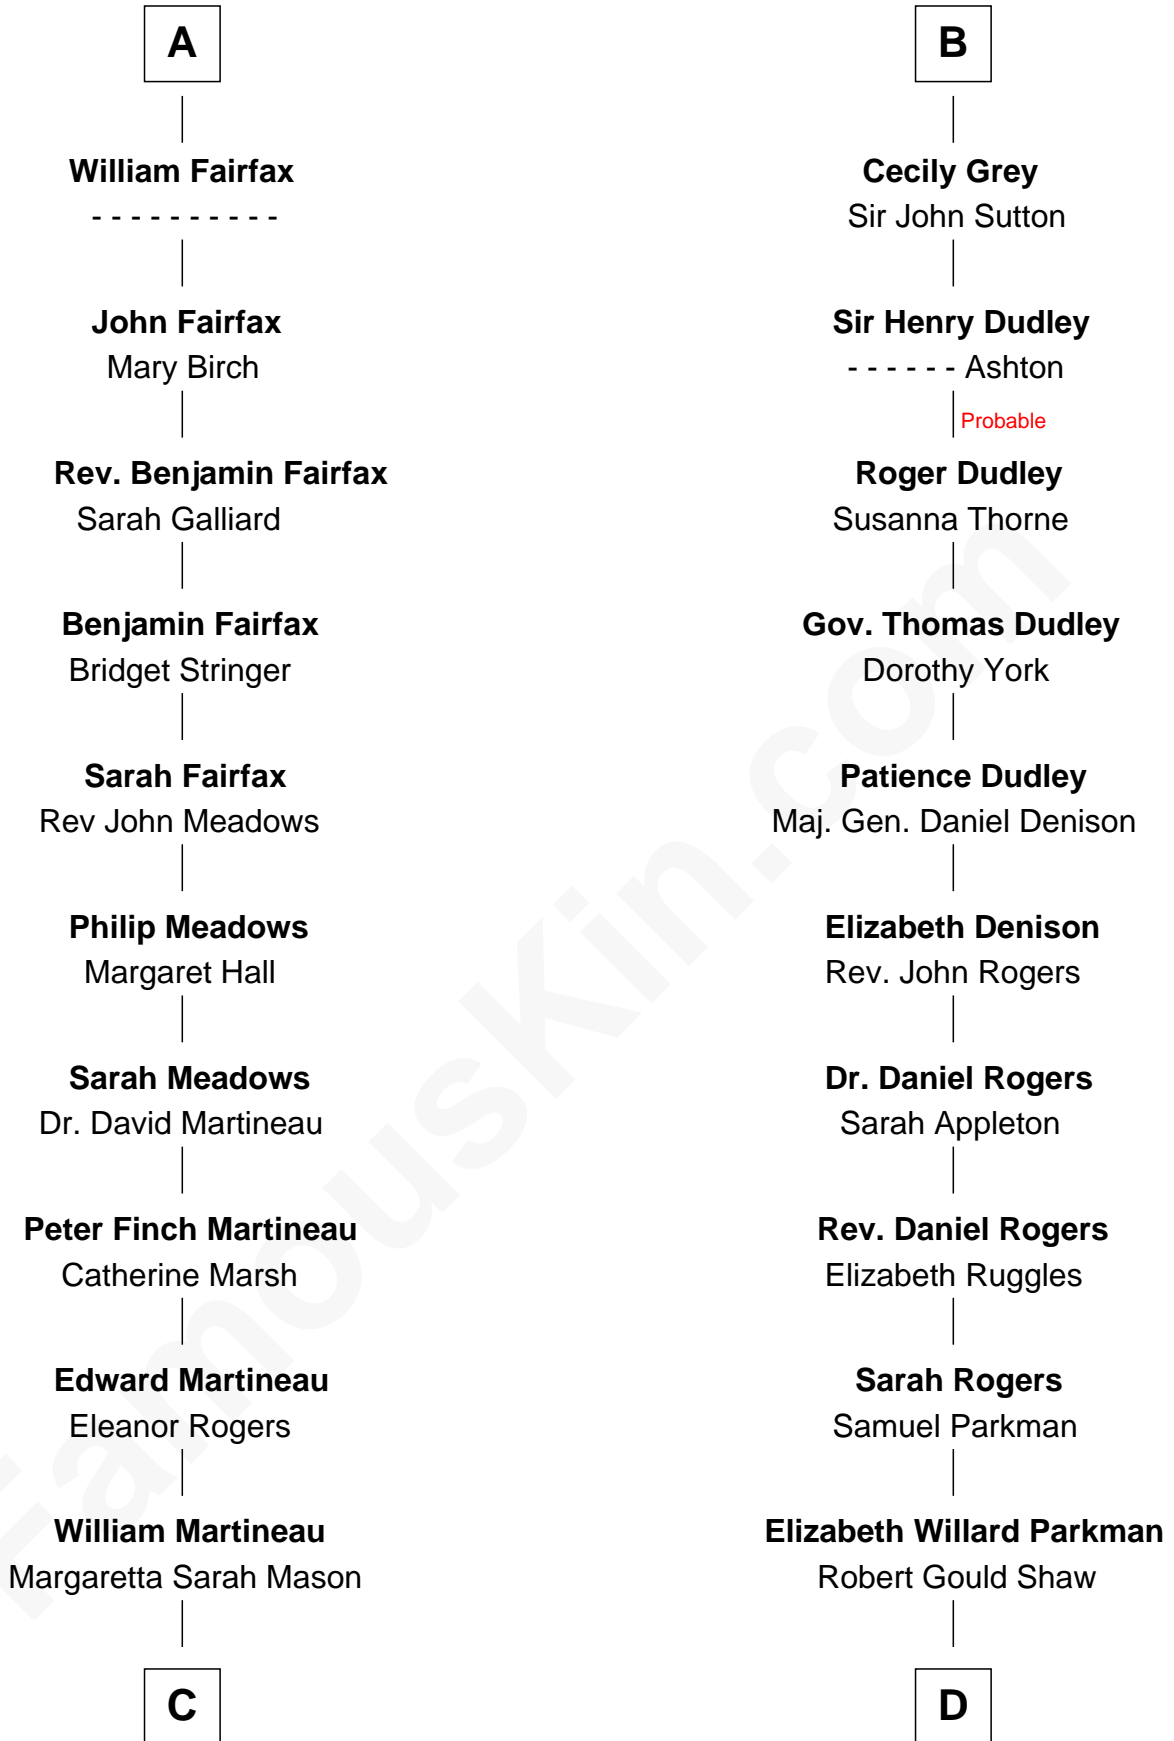 A
William Fairfax
- - - - - - - - - -
John Fairfax
Mary Birch
Rev. Benjamin Fairfax
Sarah Galliard
Benjamin Fairfax
Bridget Stringer
Sarah Fairfax
Rev John Meadows
Philip Meadows
Margaret Hall
Sarah Meadows
Dr. David Martineau
Peter Finch Martineau
Catherine Marsh
Edward Martineau
Eleanor Rogers
William Martineau
Margaretta Sarah Mason
C
B
Cecily Grey
Sir John Sutton
Sir Henry Dudley
- - - - - - Ashton
Probable
Roger Dudley
Susanna Thorne
Gov. Thomas Dudley
Dorothy York
Patience Dudley
Maj. Gen. Daniel Denison
Elizabeth Denison
Rev. John Rogers
Dr. Daniel Rogers
Sarah Appleton
Rev. Daniel Rogers
Elizabeth Ruggles
Sarah Rogers
Samuel Parkman
Elizabeth Willard Parkman
Robert Gould Shaw
D
FamousKin.com